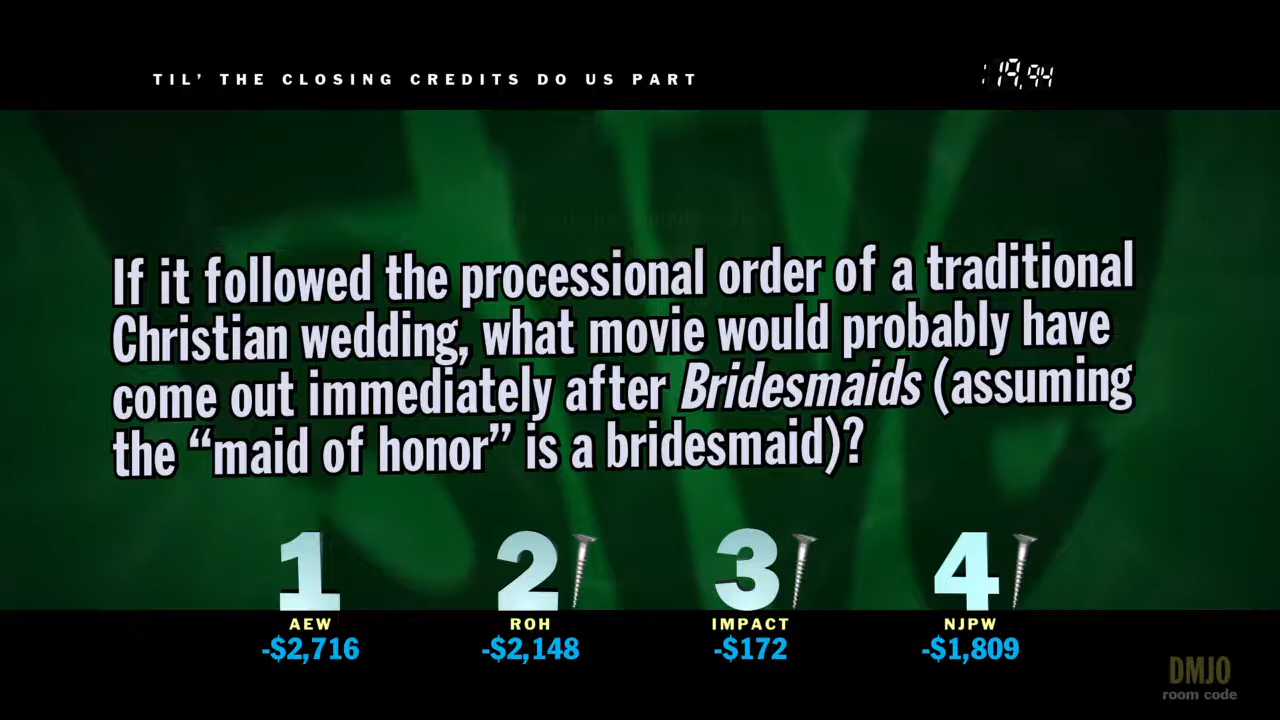 TIL' THE CLOSING CREDITS DO US PART
19.94
If it followed the processional order of a traditional
Christian wedding, what movie would probably have
come out immediately after Bridesmaids (assuming
the “maid of honor” is a bridesmaid)?
1 2 3 4
AEW ROH IMPACT NJPW
-$2,716 -$2,148 -$172 -$1,809
DMJO
room code